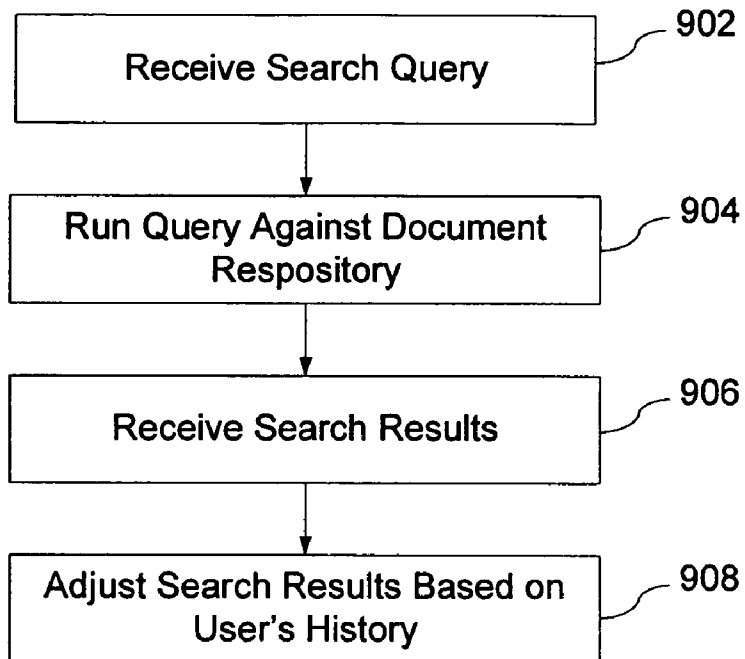 902
Receive Search Query
904
Run Query Against Document
Respository
906
Receive Search Results
908
Adjust Search Results Based on
User's History